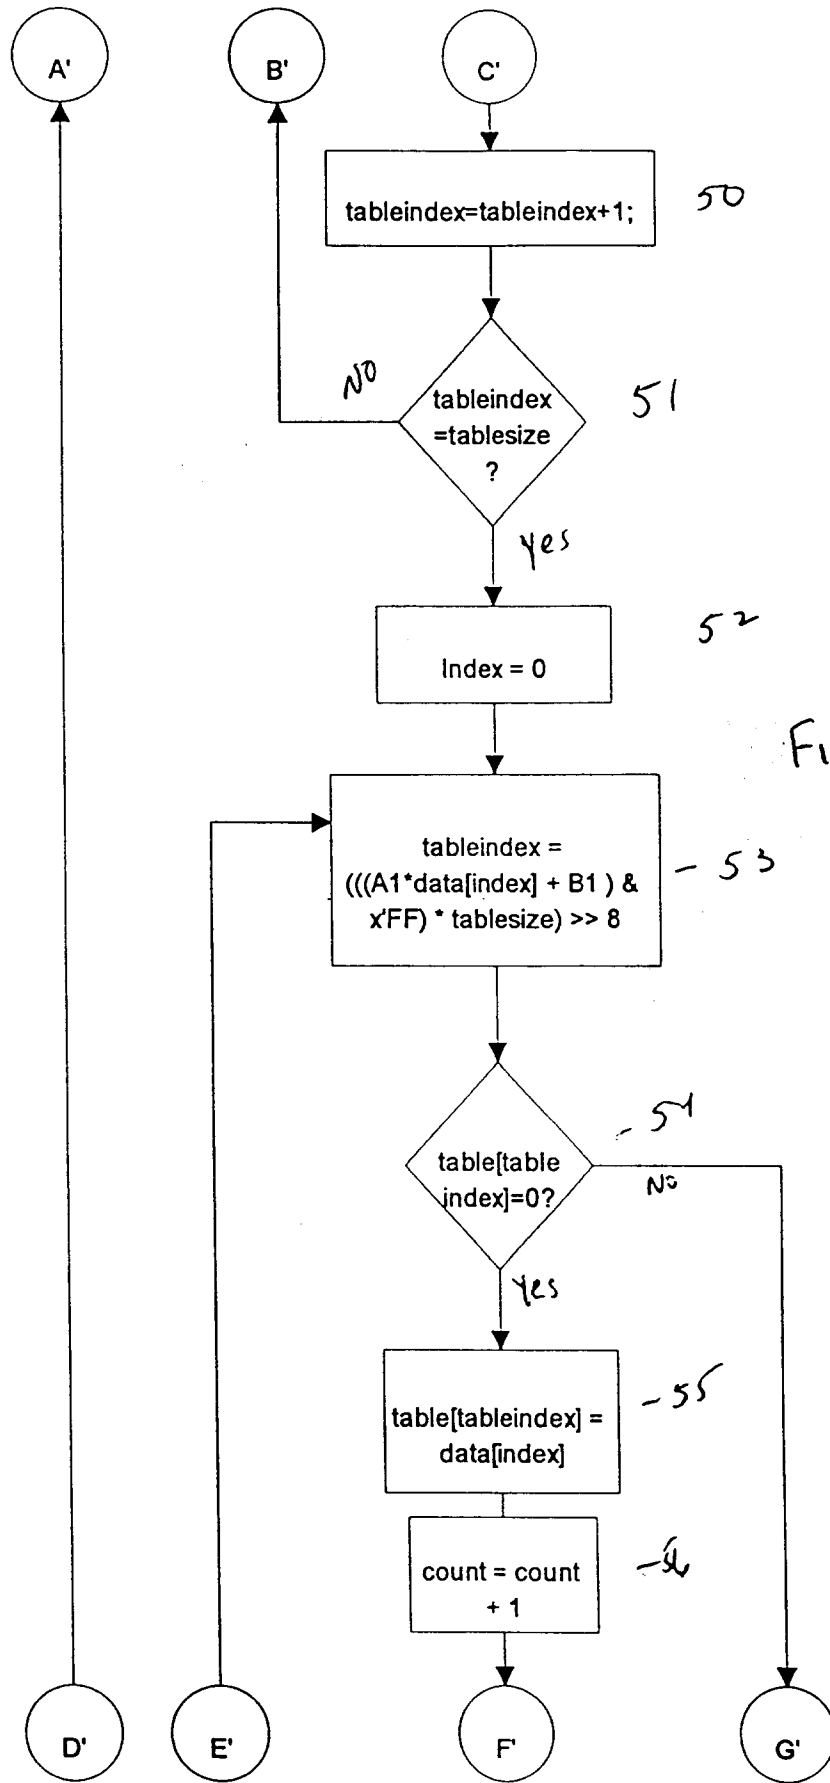 A'
B'
C'
tableindex=tableindex+1;
50
NO
tableindex
=tablesize
?
51
yes
Index = 0
52
tableindex =
(((A1*data[index] + B1 ) &
x'FF) * tablesize) >> 8
- 53
table[table
index]=0?
- 54
No
yes
table[tableindex] =
data[index]
- 55
count = count
+ 1
- 56
D'
E'
F'
G'